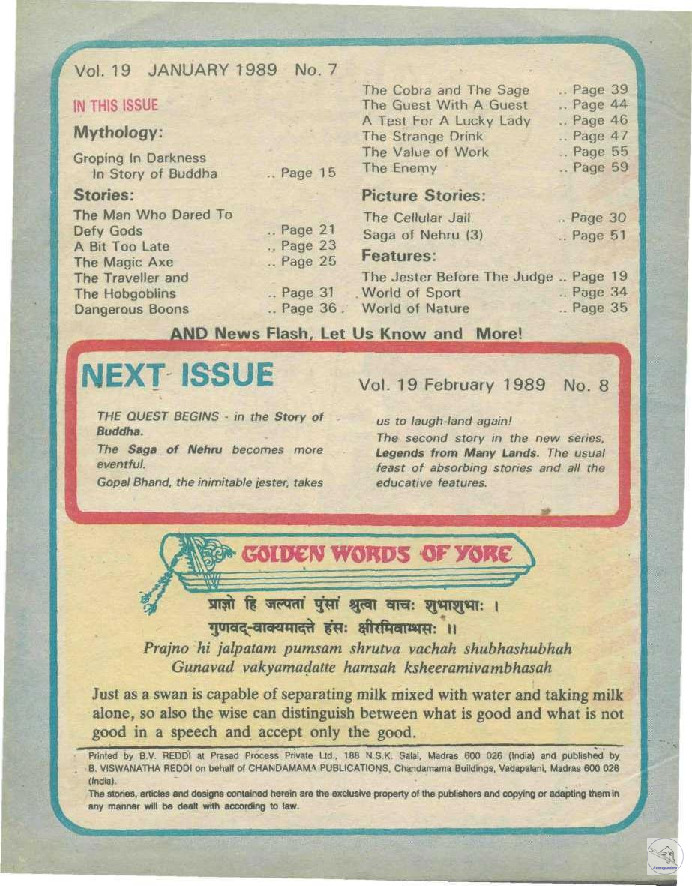 Vol. 19 JANUARY 1989 No. 7
IN THIS ISSUE
Mythology:
Groping In Darkness
In Story of Buddha .. Page 15
Stories:
The Man Who Dared To
Defy Gods .. Page 21
A Bit Too Late .. Page 23
The Magic Axe .. Page 25
The Traveller and
The Hobgoblins .. Page 31
Dangerous Boons .. Page 36
The Cobra and The Sage .. Page 39
The Guest With A Guest .. Page 44
A Test For A Lucky Lady .. Page 46
The Strange Drink .. Page 47
The Value of Work .. Page 55
The Enemy .. Page 59
Picture Stories:
The Cellular Jail .. Page 30
Saga of Nehru (3) .. Page 51
Features:
The Jester Before The Judge .. Page 19
World of Sport .. Page 34
World of Nature .. Page 35
AND News Flash, Let Us Know and More!
NEXT ISSUE
Vol. 19 February 1989 No. 8
THE QUEST BEGINS - in the Story of
Buddha.
The Saga of Nehru becomes more
eventful.
Gopal Bhand, the inimitable jester, takes
us to laugh-land again!
The second story in the new series,
Legends from Many Lands. The usual
feast of absorbing stories and all the
educative features.
GOLDEN WORDS OF YORE
प्राज्ञो हि जल्पतां पुंसां श्रुत्वा वाचः शुभाशुभाः ।
गुणवद्-वाक्यमादत्ते हंसः क्षीरमिवाम्भसः ।।
Prajno hi jalpatam pumsam shrutva vachah shubhashubhah
Gunavad vakyamadatte hamsah ksheeramivambhasah
Just as a swan is capable of separating milk mixed with water and taking milk
alone, so also the wise can distinguish between what is good and what is not
good in a speech and accept only the good.
Printed by B.V. REDDI at Prasad Process Private Ltd., 188 N.S.K. Salai, Madras 600 026 (India) and published by
B. VISWANATHA REDDI on behalf of CHANDAMAMA PUBLICATIONS, Chandamama Buildings, Vadapalani, Madras 600 026
(India).
The stories, articles and designs contained herein are the exclusive property of the publishers and copying or adapting them in
any manner will be dealt with according to law.